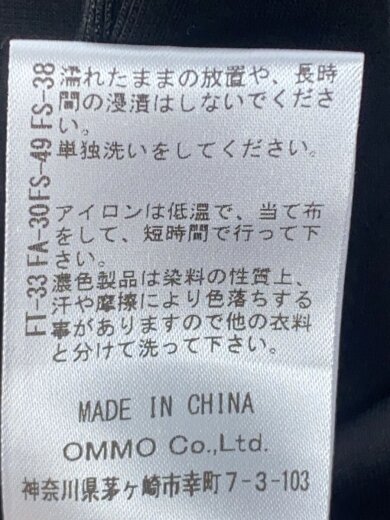 濡れたままの放置や、長時
間の浸漬はしないでくださ
い。
単独洗いをしてください。
アイロンは低温で、当て布
をして、短時間で行って下
さい。
濃色製品は染料の性質上、
汗や摩擦により色落ちする
事がありますので他の衣料
と分けて洗って下さい。
MADE IN CHINA
OMMO Co.,Ltd.
神奈川県茅ヶ崎市幸町7-3-103
FT-33 FA-30 FS-49 FS-38